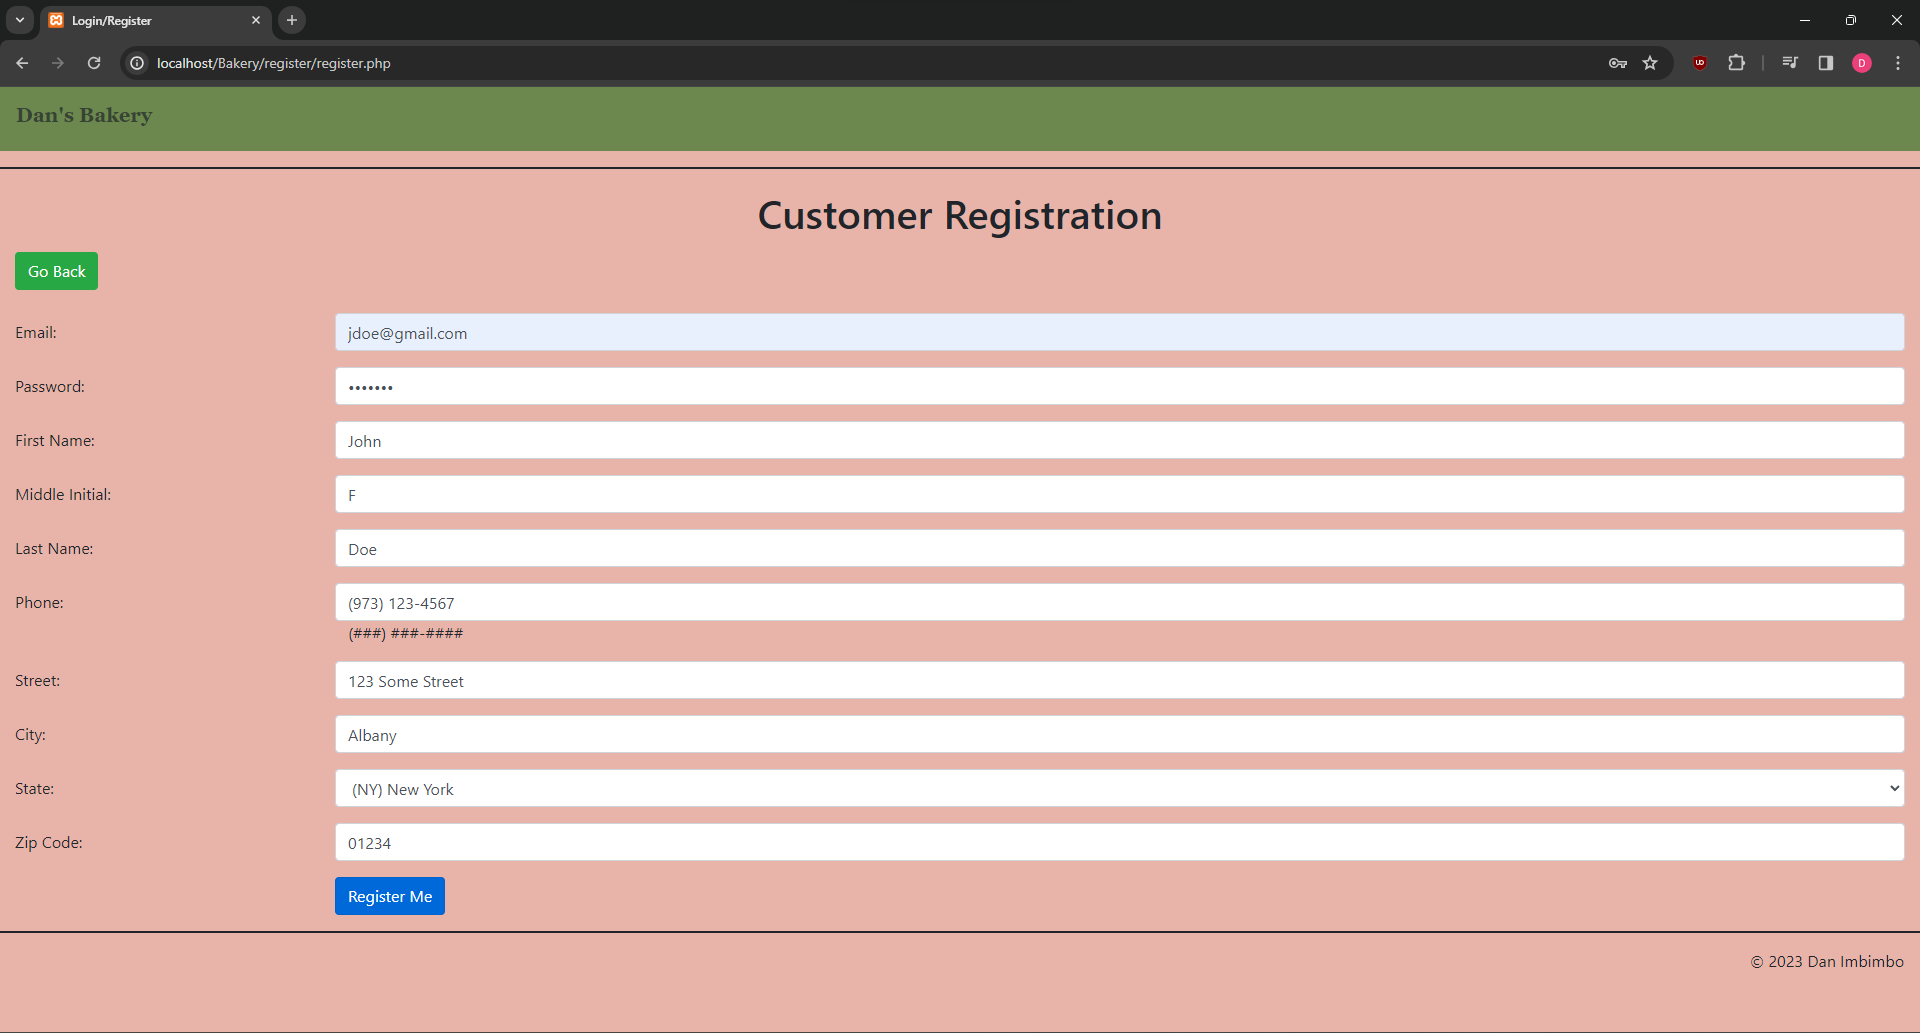 Login/Register
localhost/Bakery/register/register.php
D
Dan's Bakery
Customer Registration
Go Back
Email: jdoe@gmail.com
Password: •••••••
First Name: John
Middle Initial: F
Last Name: Doe
Phone: (973) 123-4567
(###) ###-####
Street: 123 Some Street
City: Albany
State: (NY) New York
Zip Code: 01234
Register Me
© 2023 Dan Imbimbo